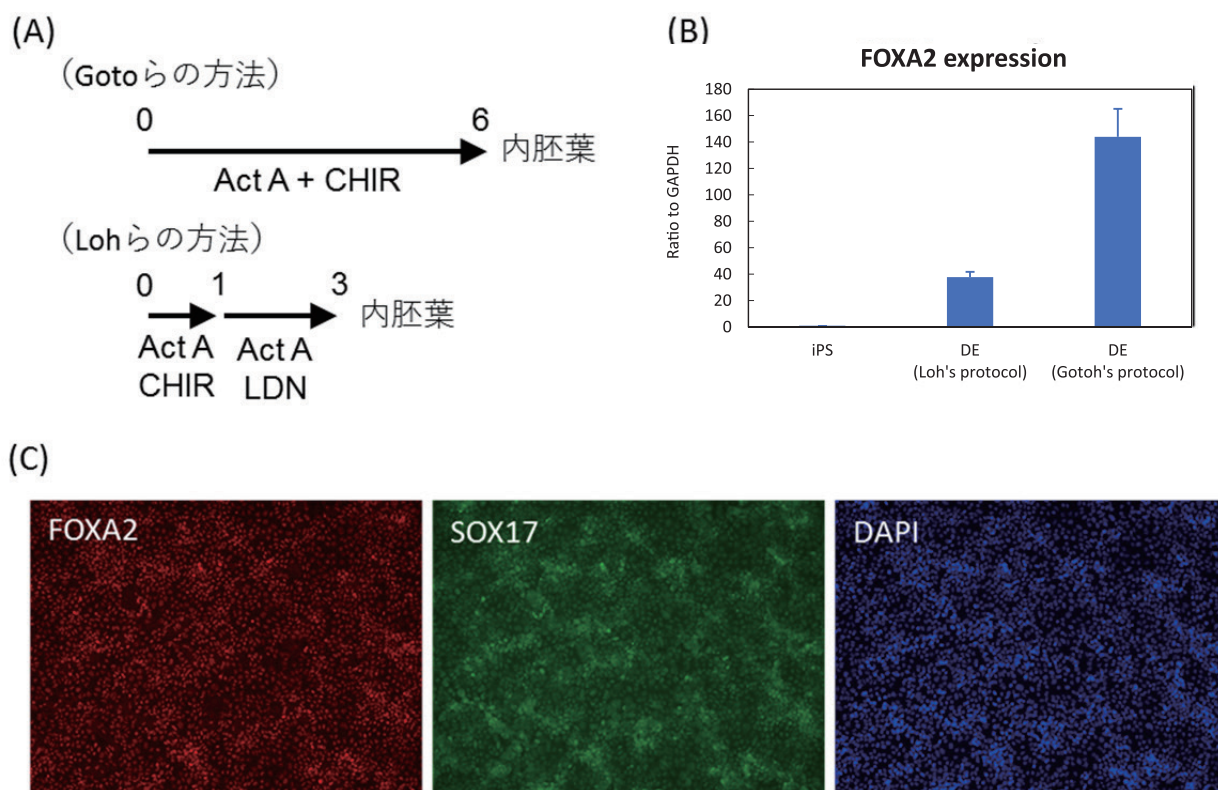 (A)
（Gotoらの方法）
0 6
内胚葉
Act A + CHIR
（Lohらの方法）
0 1 3
内胚葉
Act A Act A
CHIR LDN
(B)
FOXA2 expression
180
160
140
120
100
80
60
40
20
0
Ratio to GAPDH
iPS
DE
(Loh's protocol)
DE
(Gotoh's protocol)
(C)
FOXA2
SOX17
DAPI